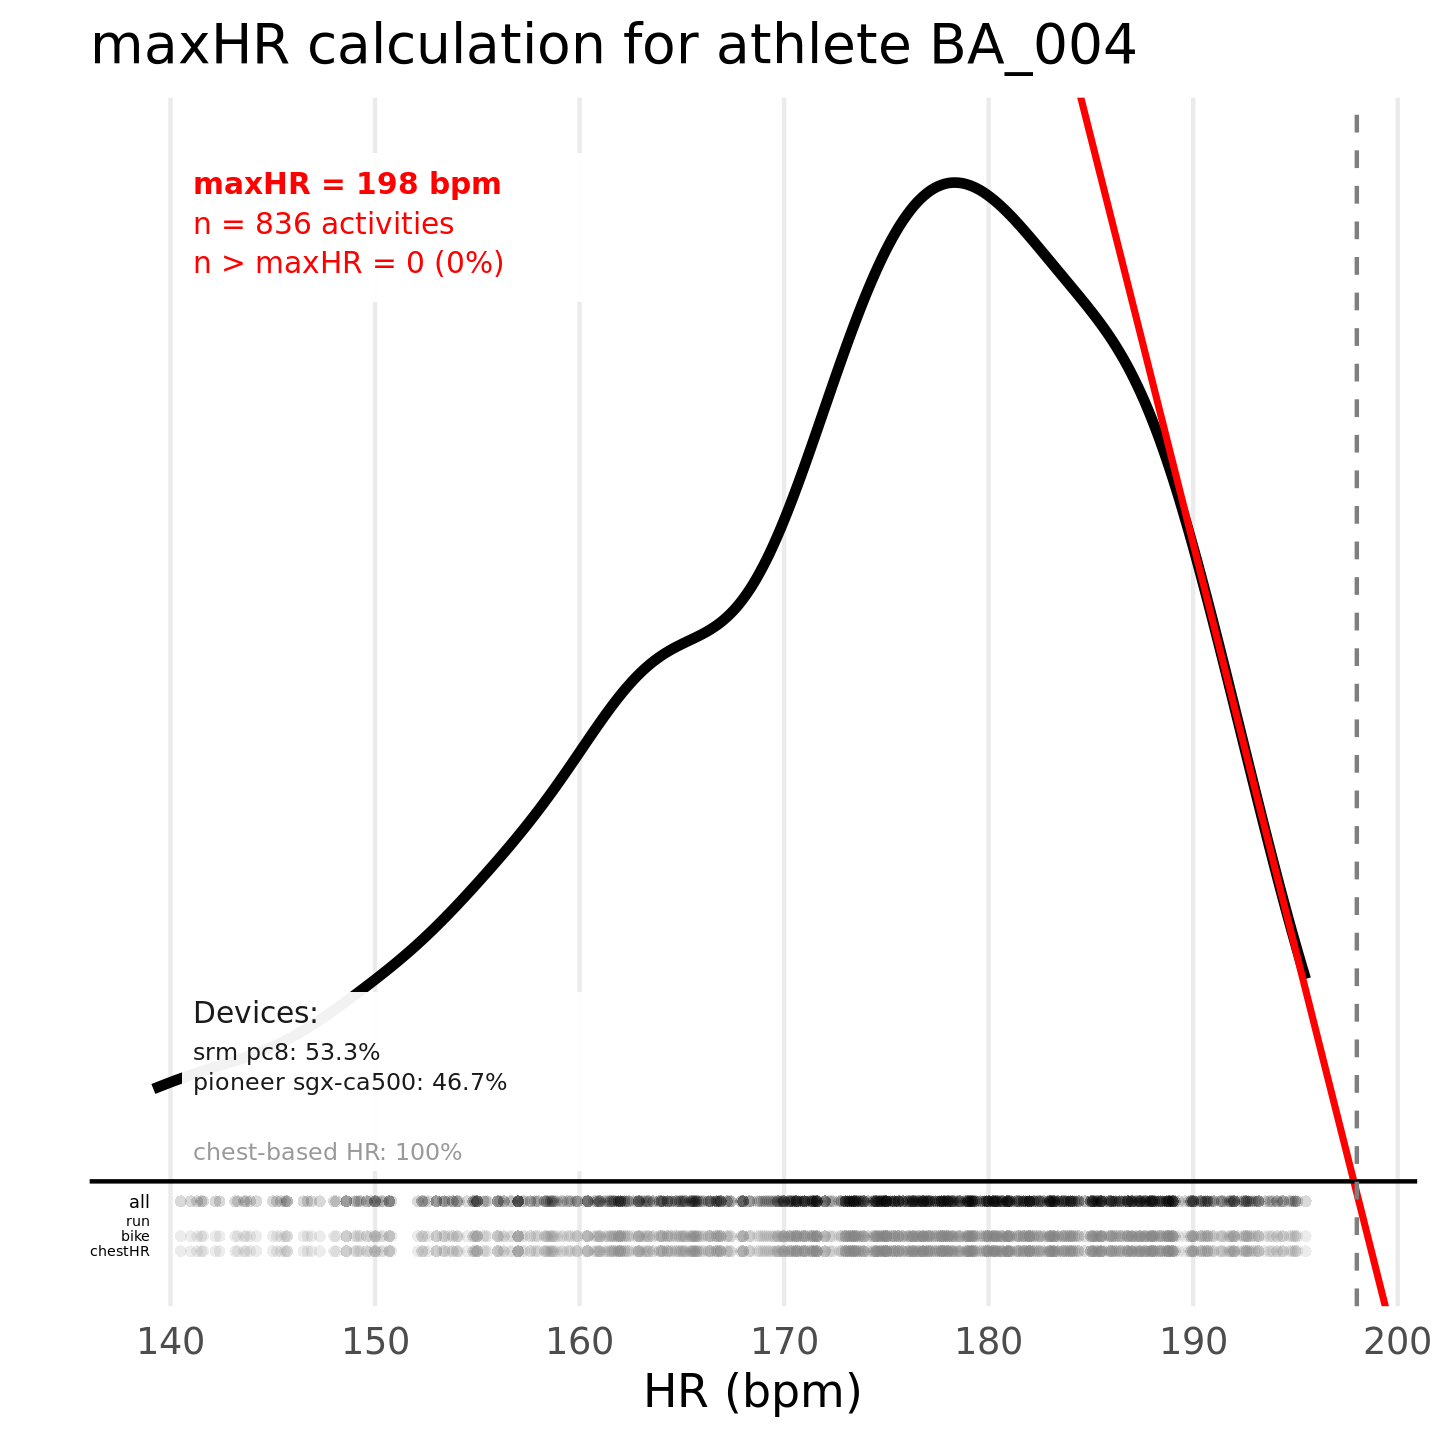 maxHR calculation for athlete BA_004
maxHR = 198 bpm
n = 836 activities
n > maxHR = 0 (0%)
Devices:
srm pc8: 53.3%
pioneer sgx-ca500: 46.7%
chest-based HR: 100%
all
run
bike
chestHR
140 150 160 170 180 190 200
HR (bpm)